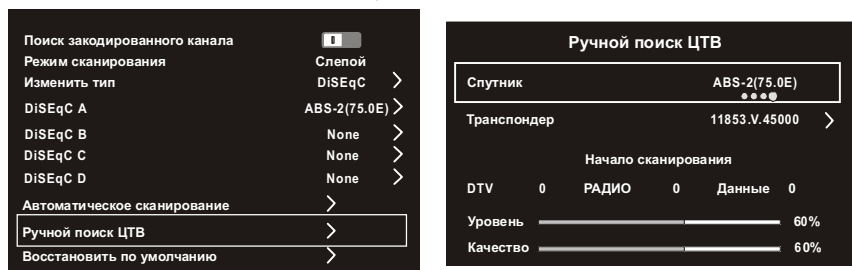 Поиск закодированного канала
Режим сканирования Слепой
Изменить тип DiSEqC
DiSEqC A ABS-2(75.0E)
DiSEqC B None
DiSEqC C None
DiSEqC D None
Автоматическое сканирование
Ручной поиск ЦТВ
Восстановить по умолчанию
Ручной поиск ЦТВ
Спутник ABS-2(75.0E)
Транспондер 11853.V.45000
Начало сканирования
DTV 0 РАДИО 0 Данные 0
Уровень 60%
Качество 60%